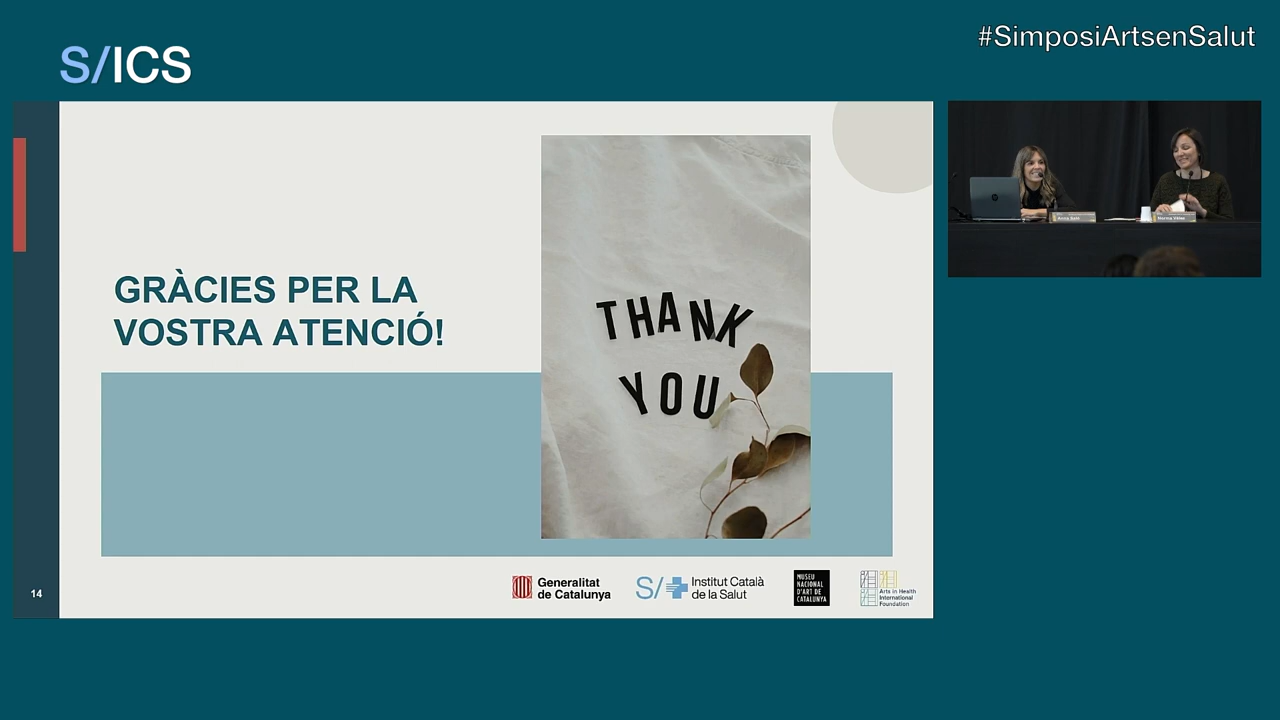 #SimposiArtsenSalut
S/ICS
GRÀCIES PER LA
VOSTRA ATENCIÓ!
THANK
YOU
14
Generalitat
de Catalunya
S/
Institut Català
de la Salut
MUSEU
NACIONAL
D'ART DE
CATALUNYA
Arts in Health
International
Foundation
hp